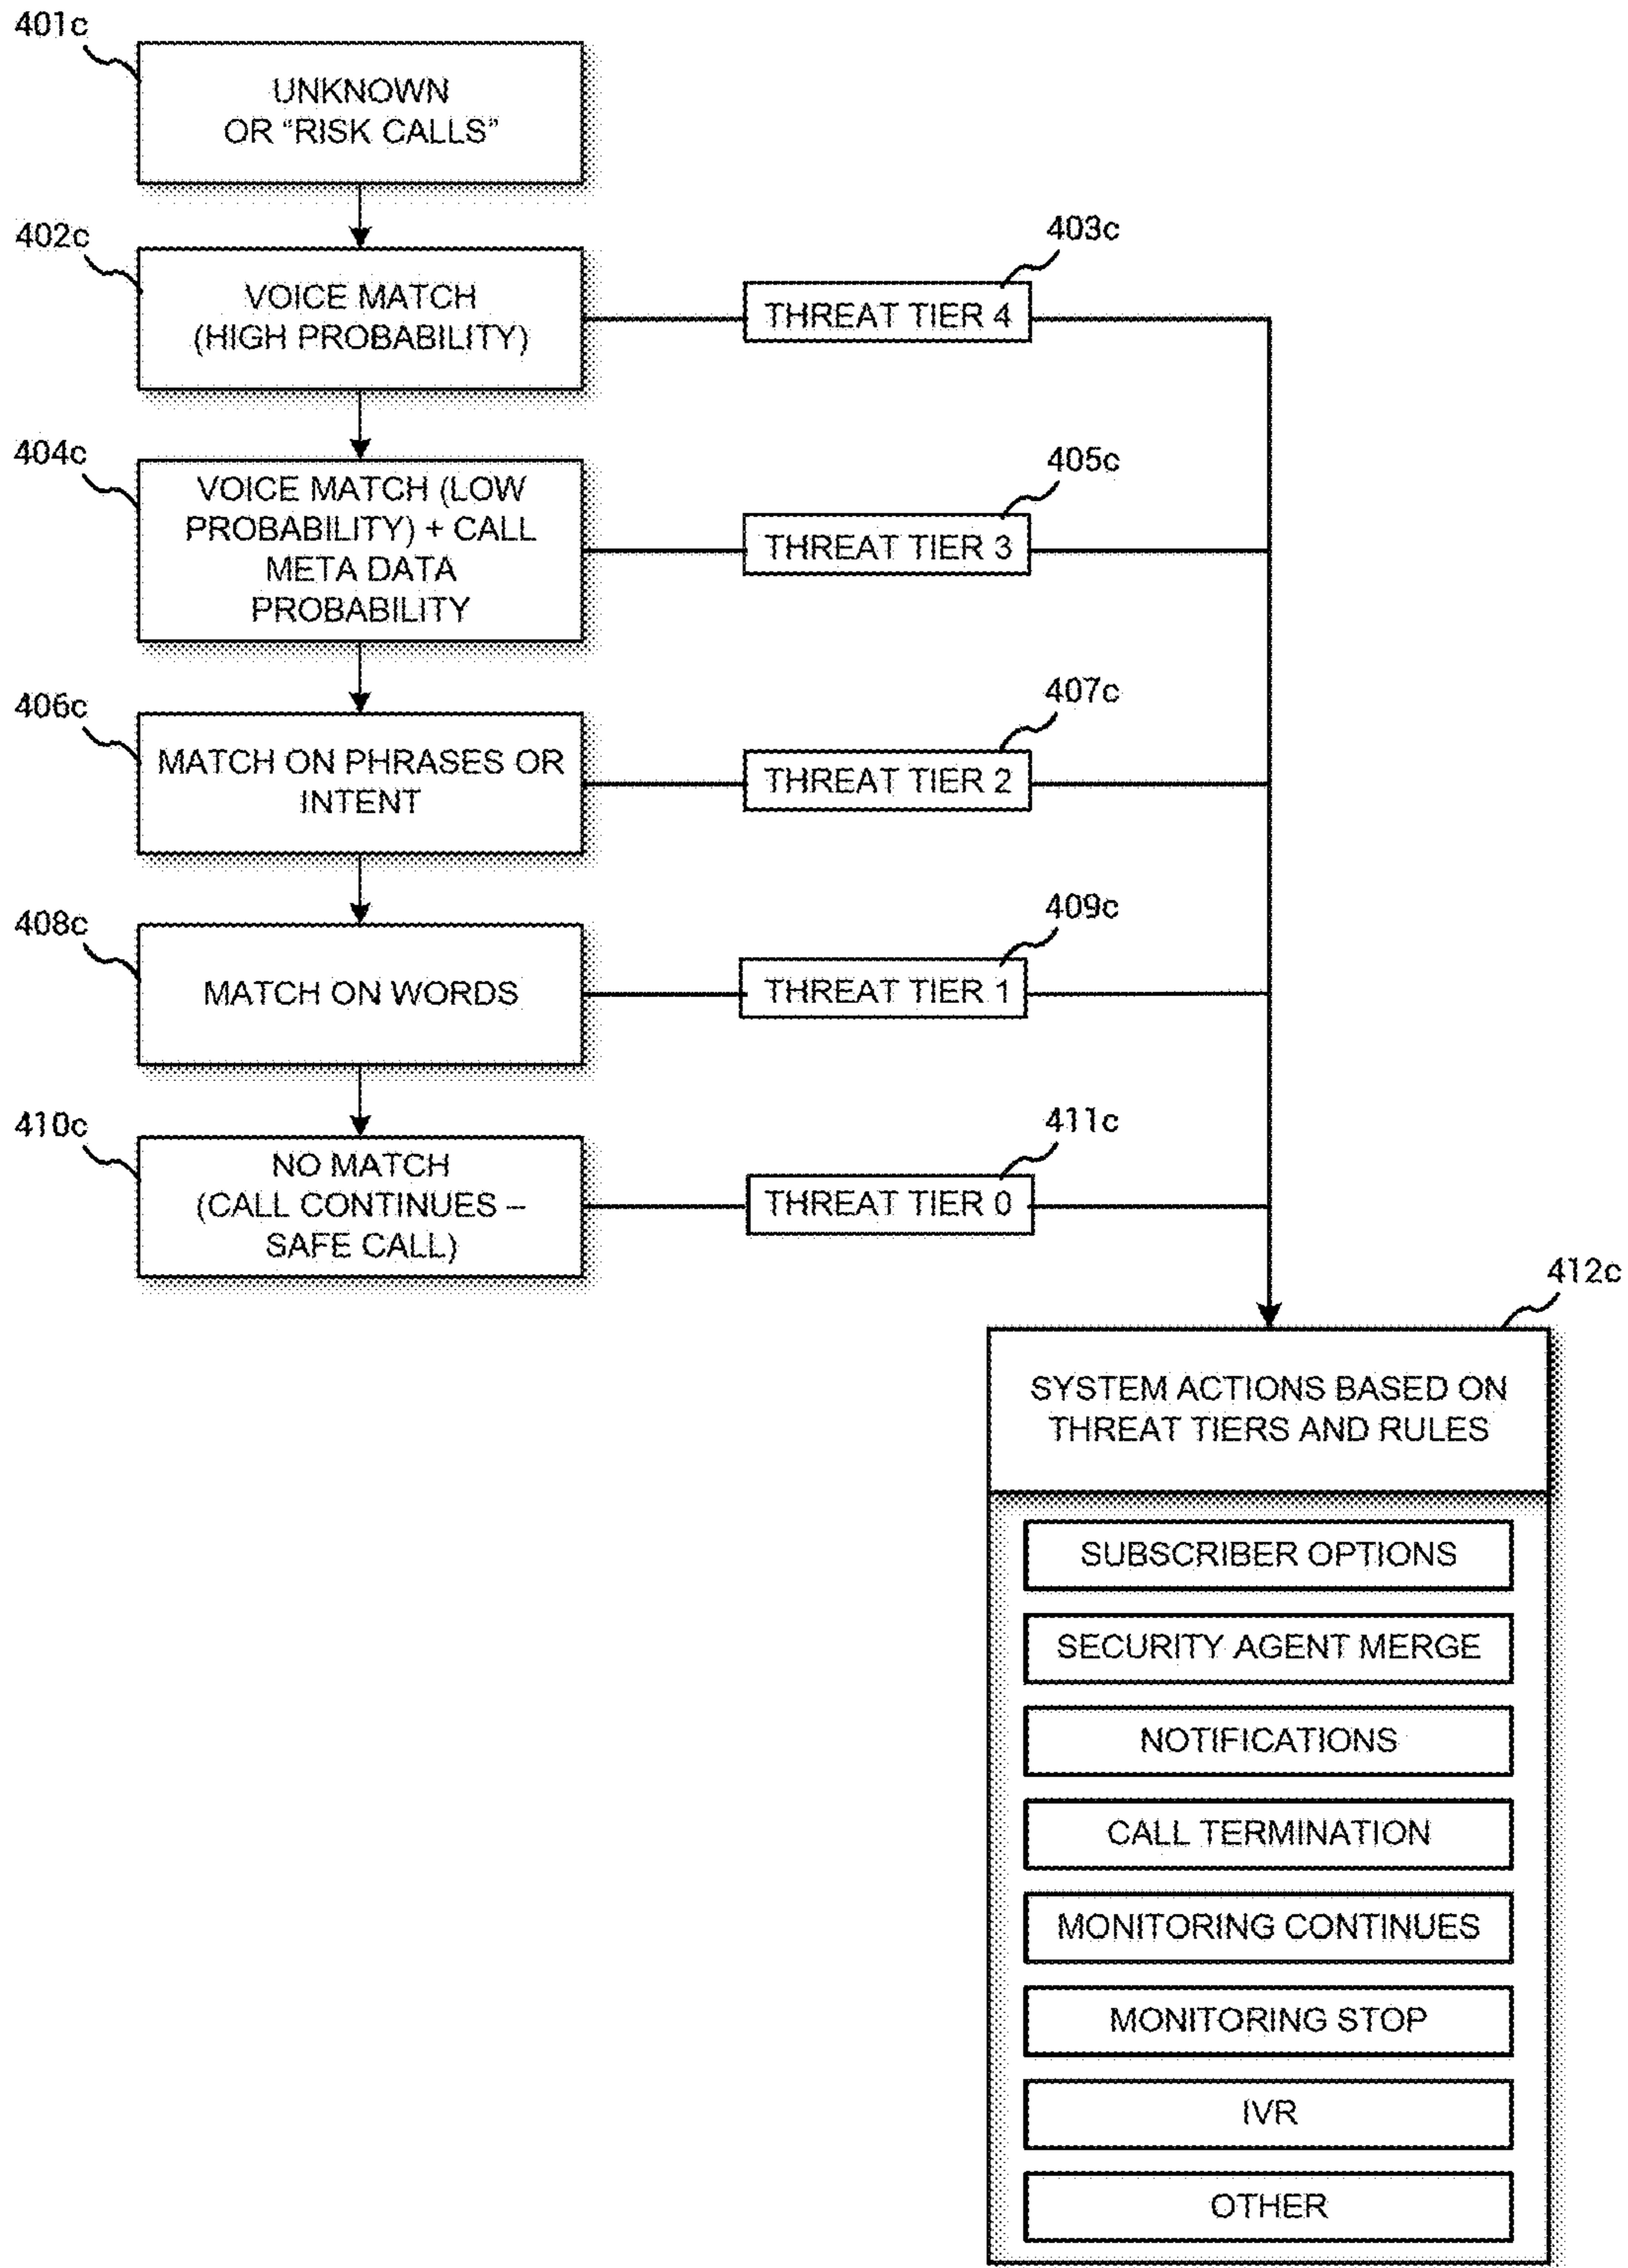 401c
UNKNOWN
OR “RISK CALLS”
402c
VOICE MATCH
(HIGH PROBABILITY)
403c
THREAT TIER 4
404c
VOICE MATCH (LOW
PROBABILITY) + CALL
META DATA
PROBABILITY
405c
THREAT TIER 3
406c
MATCH ON PHRASES OR
INTENT
407c
THREAT TIER 2
408c
MATCH ON WORDS
409c
THREAT TIER 1
410c
NO MATCH
(CALL CONTINUES –
SAFE CALL)
411c
THREAT TIER 0
412c
SYSTEM ACTIONS BASED ON
THREAT TIERS AND RULES
SUBSCRIBER OPTIONS
SECURITY AGENT MERGE
NOTIFICATIONS
CALL TERMINATION
MONITORING CONTINUES
MONITORING STOP
IVR
OTHER